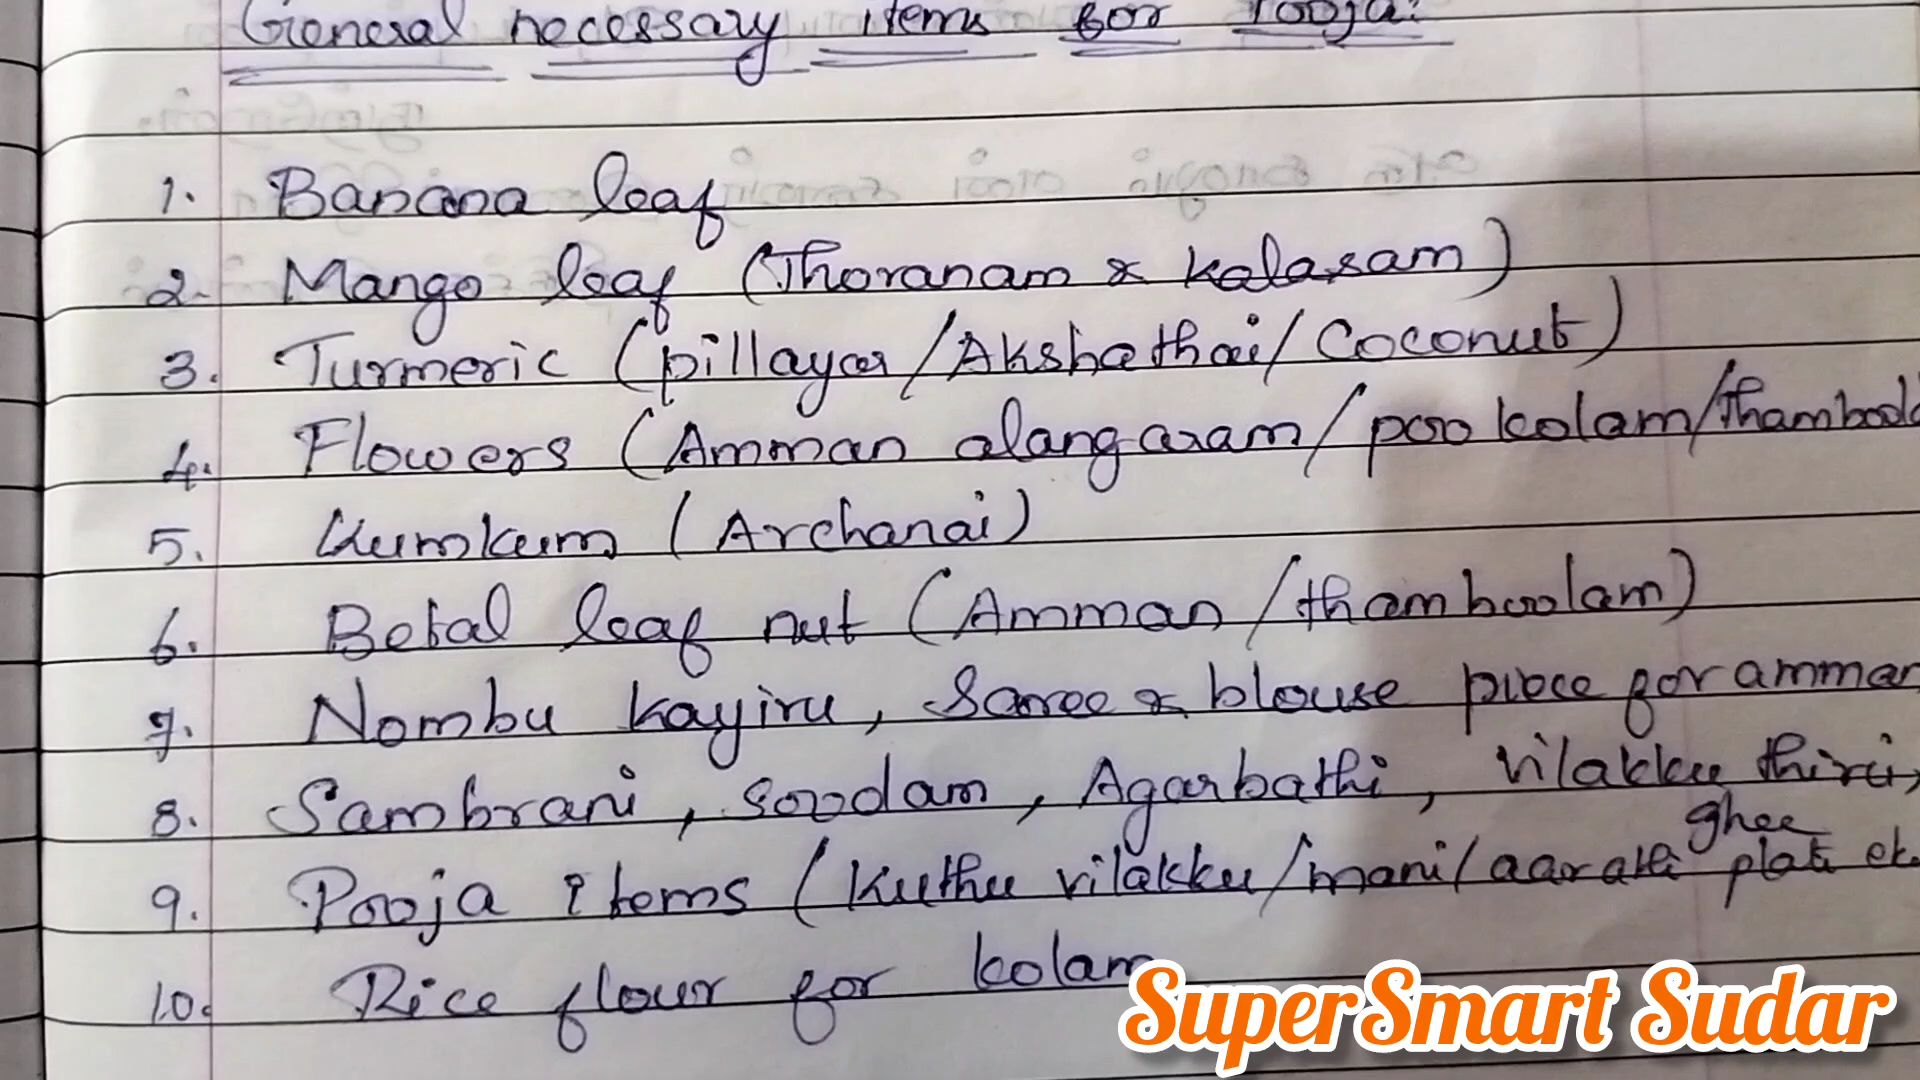 General necessary items for Pooja:
1. Banana leaf
2. Mango leaf (Thoranam & kalasam)
3. Turmeric (pillayar/Akshathai/Coconut)
4. Flowers (Amman alangaram/poo kolam/thamboola
5. Kumkum (Archanai)
6. Betal leaf nut (Amman/thamboolam)
7. Nombu kayiru, Saree & blouse piece for amman
8. Sambrani, soodam, Agarbathi, vilakku thiri,
ghee
9. Pooja items (Kuthu vilakku/mani/aarathi plate etc.
10. Rice flour for kolam
SuperSmart Sudar